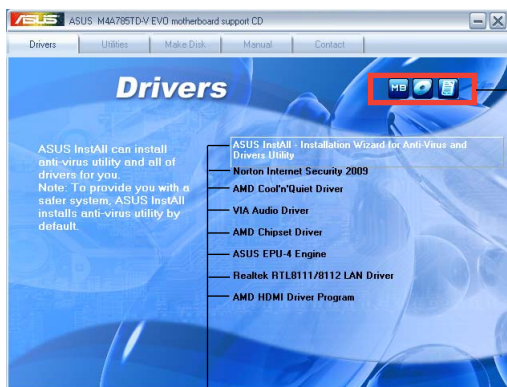 ASUS M4A785TD-V EVO motherboard support CD
Drivers Utilities Make Disk Manual Contact
Drivers
MB
ASUS InstAll can install
anti-virus utility and all of
drivers for you.
Note: To provide you with a
safer system, ASUS InstAll
installs anti-virus utility by
default.
ASUS InstAll - Installation Wizard for Anti-Virus and
Drivers Utility
Norton Internet Security 2009
AMD Cool'n'Quiet Driver
VIA Audio Driver
AMD Chipset Driver
ASUS EPU-4 Engine
Realtek RTL8111/8112 LAN Driver
AMD HDMI Driver Program